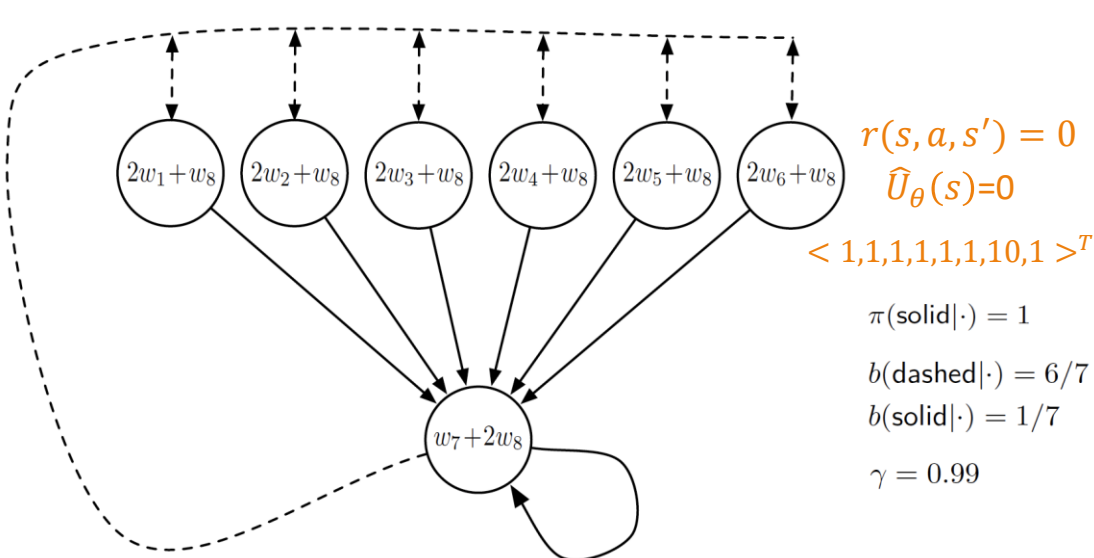 2w₁+w₈
2w₂+w₈
2w₃+w₈
2w₄+w₈
2w₅+w₈
2w₆+w₈
r(s, a, s′) = 0
Û_θ(s)=0
< 1,1,1,1,1,1,10,1 >ᵀ
π(solid|·) = 1
b(dashed|·) = 6/7
b(solid|·) = 1/7
w₇+2w₈
γ = 0.99